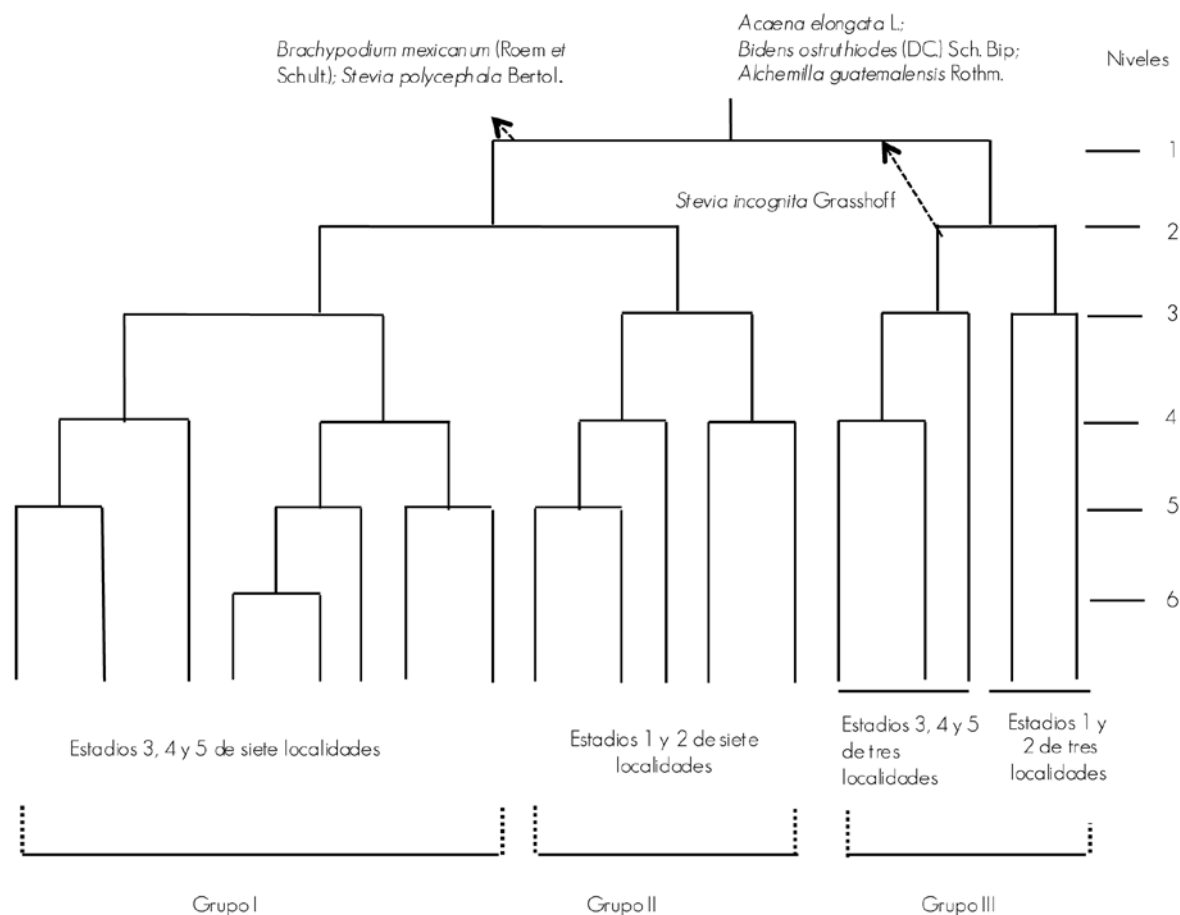 Brachypodium mexicanum (Roem et
Schult.); Stevia polycephala Bertol.
Acaena elongata L.;
Bidens ostruthiodes (DC.) Sch. Bip;
Alchemilla guatemalensis Rothm.
Niveles
1
Stevia incognita Grasshoff
2
3
4
5
6
Estadios 3, 4 y 5 de siete localidades
Estadios 1 y 2 de siete
localidades
Estadios 3, 4 y 5
de tres
localidades
Estadios 1 y
2 de tres
localidades
Grupo I
Grupo II
Grupo III